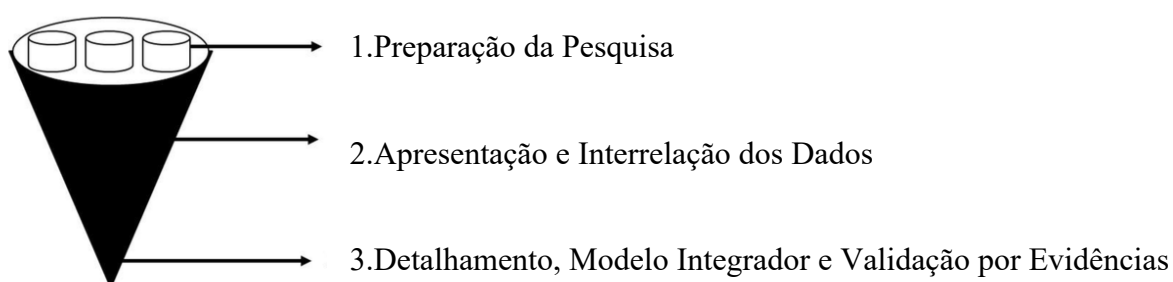 1.Preparação da Pesquisa
2.Apresentação e Interrelação dos Dados
3.Detalhamento, Modelo Integrador e Validação por Evidências